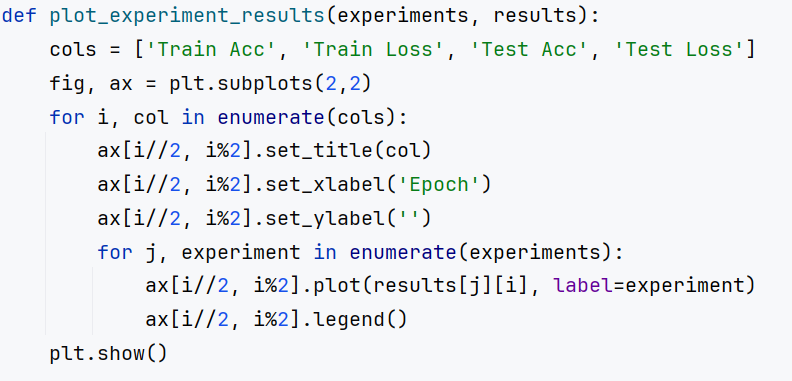 def plot_experiment_results(experiments, results):
    cols = ['Train Acc', 'Train Loss', 'Test Acc', 'Test Loss']
    fig, ax = plt.subplots(2,2)
    for i, col in enumerate(cols):
        ax[i//2, i%2].set_title(col)
        ax[i//2, i%2].set_xlabel('Epoch')
        ax[i//2, i%2].set_ylabel('')
        for j, experiment in enumerate(experiments):
            ax[i//2, i%2].plot(results[j][i], label=experiment)
            ax[i//2, i%2].legend()
    plt.show()